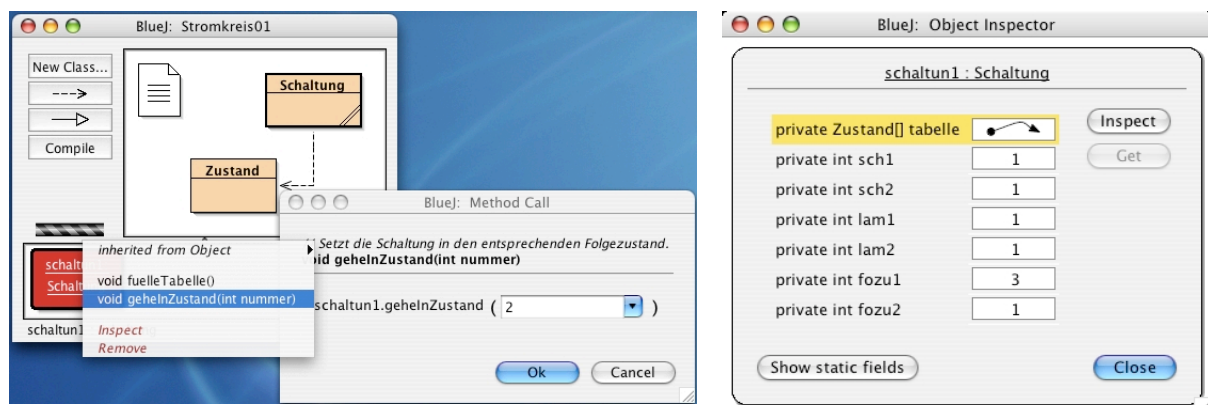 BlueJ: Stromkreis01
New Class...
--->
Compile
Schaltung
Zustand
inherited from Object
void fuelleTabelle()
void geheInZustand(int nummer)
Inspect
Remove
schaltun1
BlueJ: Method Call
Setzt die Schaltung in den entsprechenden Folgezustand.
geheInZustand(int nummer)
schaltun1.geheInZustand ( 2 )
Ok
Cancel
BlueJ: Object Inspector
schaltun1 : Schaltung
private Zustand[] tabelle
private int sch1 1
private int sch2 1
private int lam1 1
private int lam2 1
private int fozu1 3
private int fozu2 1
Inspect
Get
Show static fields
Close